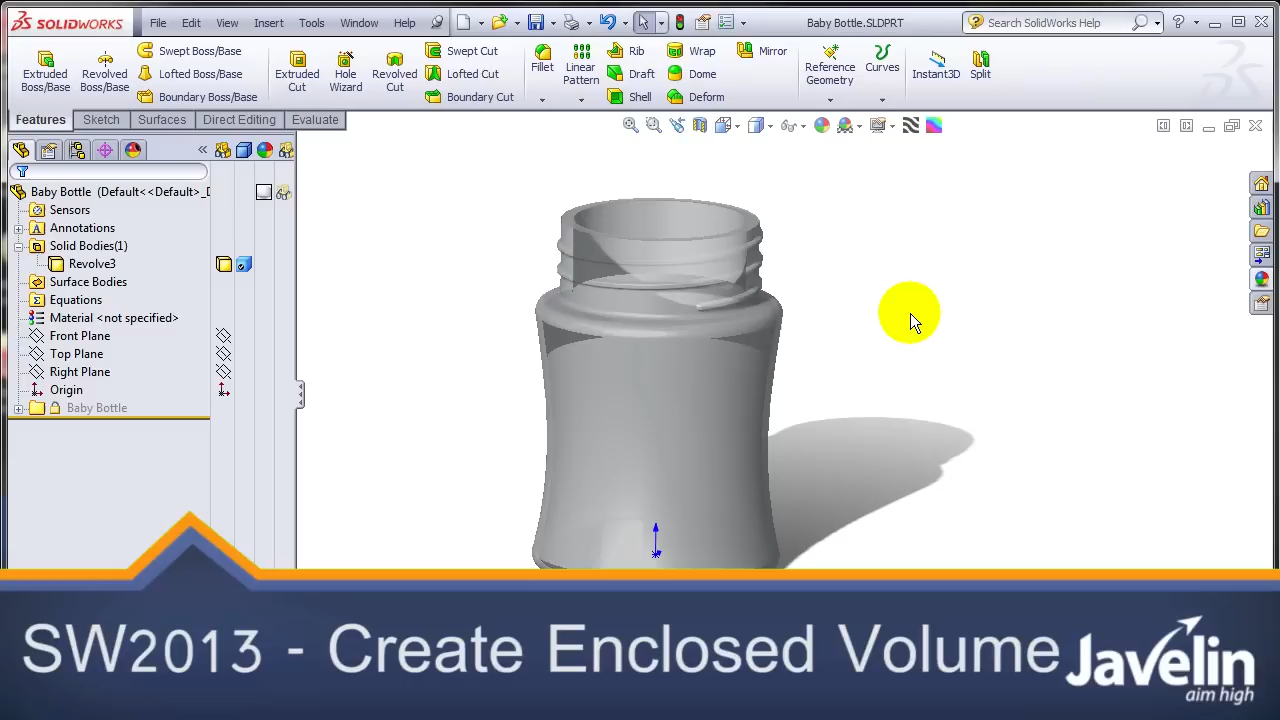 SOLIDWORKS File Edit View Insert Tools Window Help Baby Bottle.SLDPRT Search SolidWorks Help
Extruded Boss/Base
Revolved Boss/Base
Swept Boss/Base
Lofted Boss/Base
Boundary Boss/Base
Extruded Cut
Hole Wizard
Revolved Cut
Swept Cut
Lofted Cut
Boundary Cut
Fillet
Linear Pattern
Rib
Draft
Shell
Wrap
Dome
Deform
Mirror
Reference Geometry
Curves
Instant3D
Split
Features Sketch Surfaces Direct Editing Evaluate
Baby Bottle (Default<<Default>_D
Sensors
Annotations
Solid Bodies(1)
Revolve3
Surface Bodies
Equations
Material <not specified>
Front Plane
Top Plane
Right Plane
Origin
Baby Bottle
SW2013 - Create Enclosed Volume
Javelin
aim high